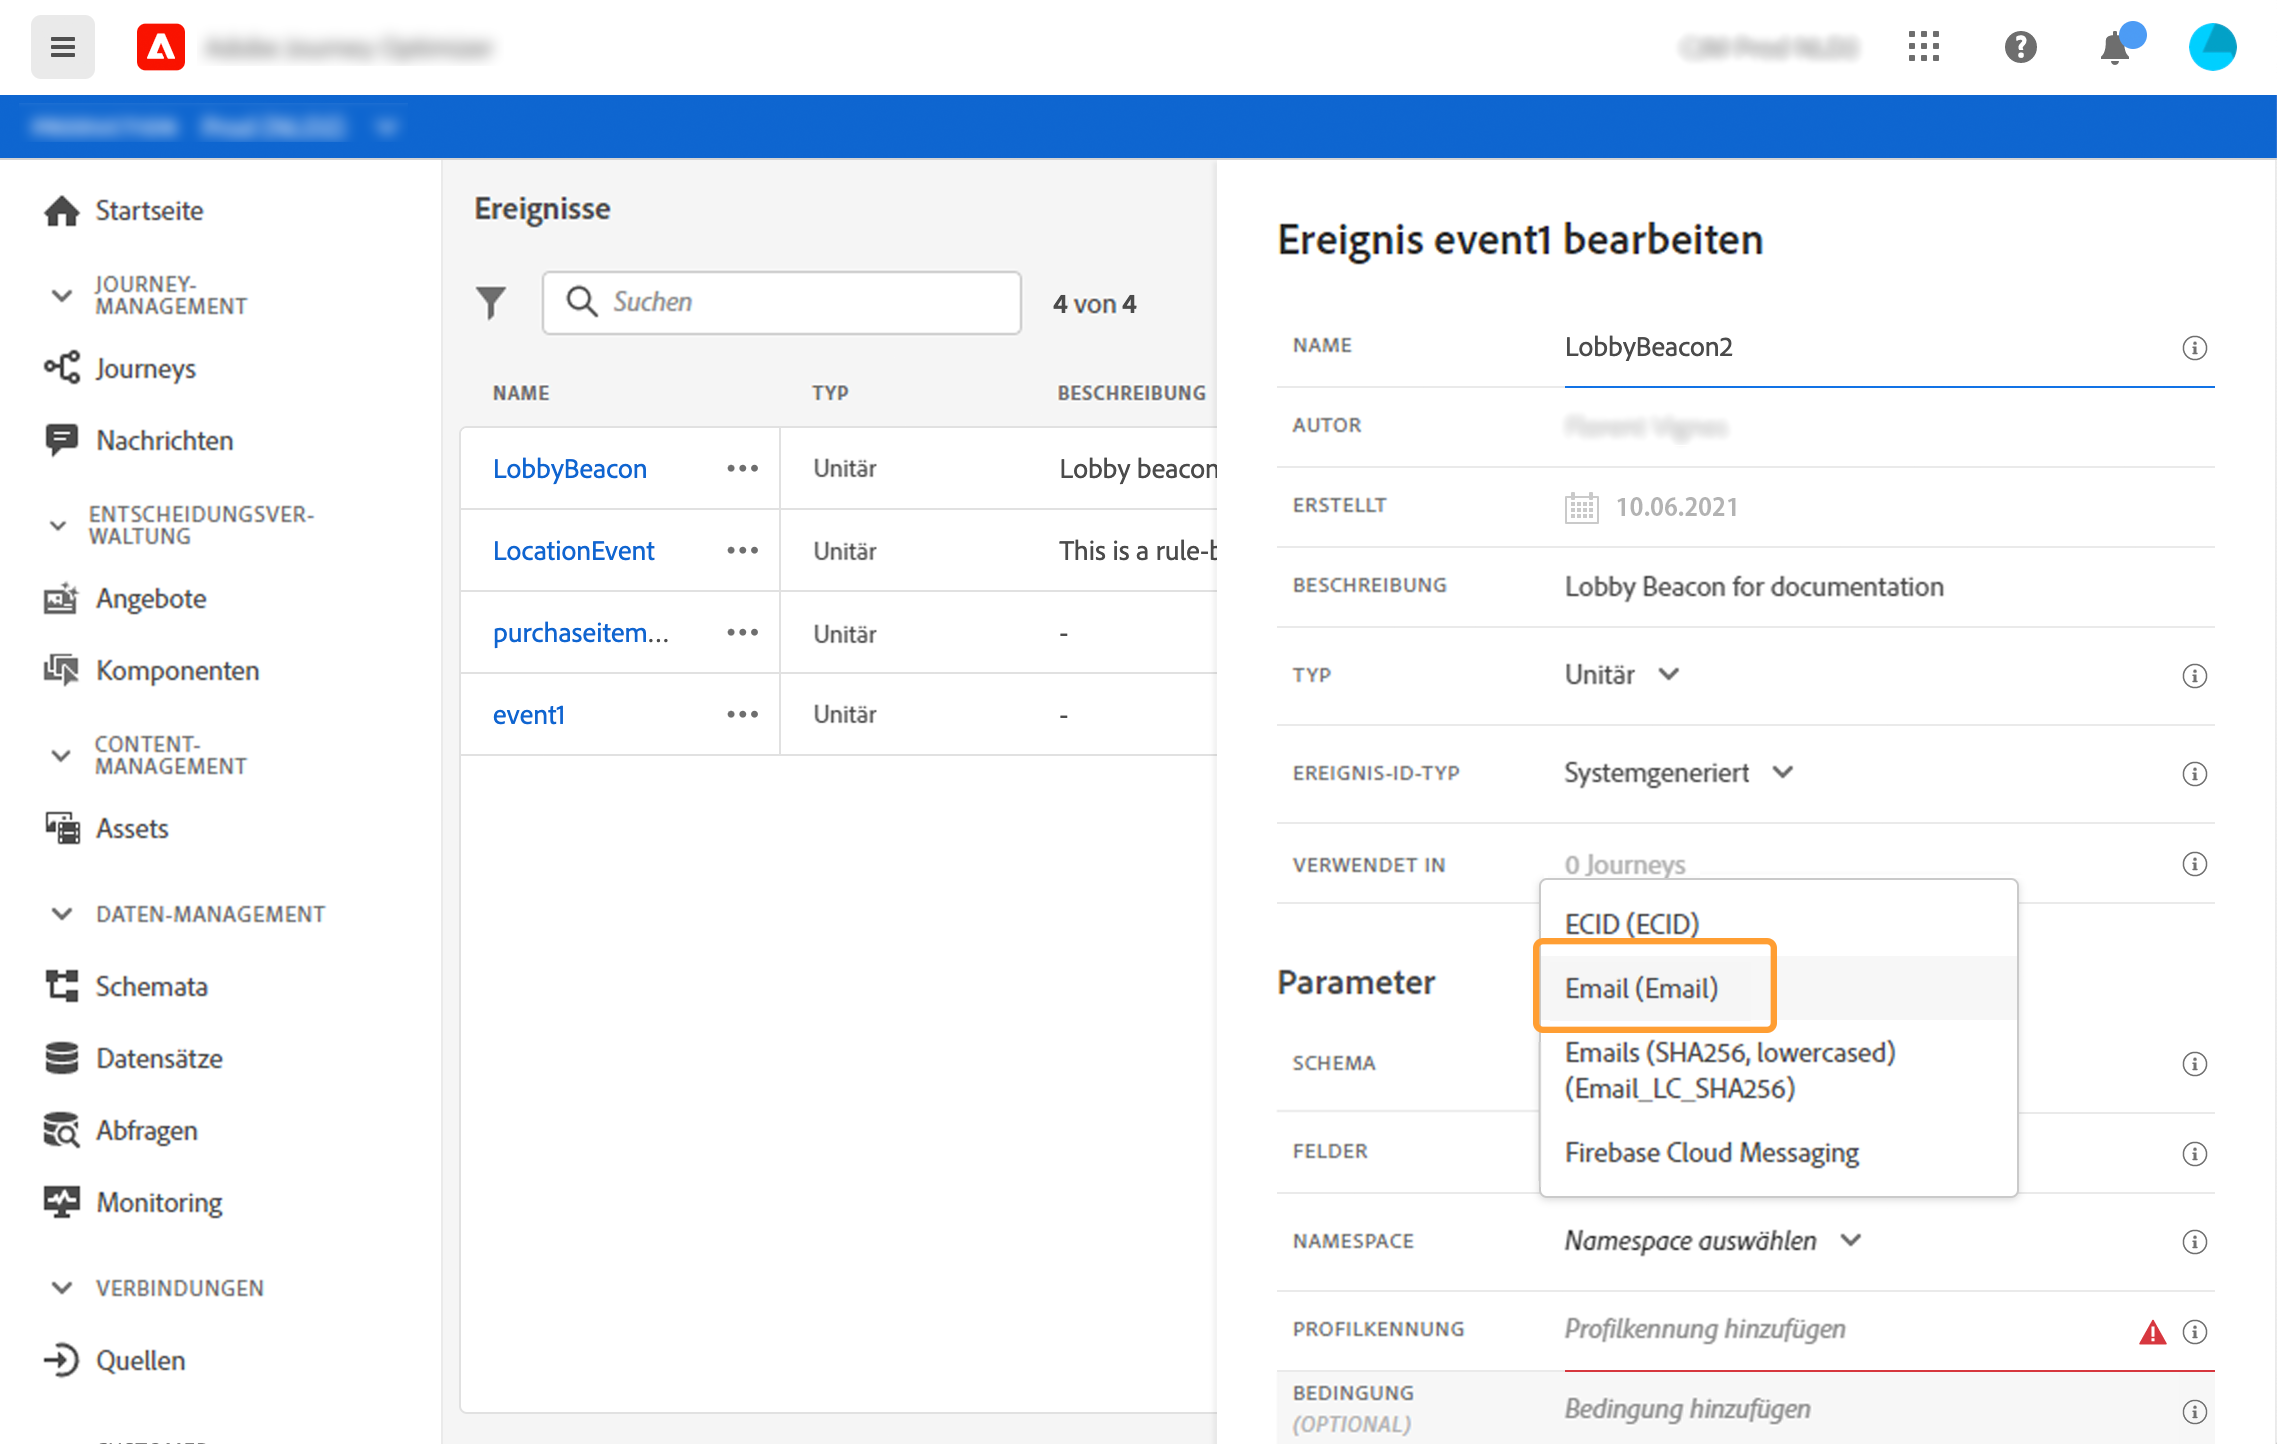 Startseite
JOURNEY-
MANAGEMENT
Journeys
Nachrichten
ENTSCHEIDUNGSVER-
WALTUNG
Angebote
Komponenten
CONTENT-
MANAGEMENT
Assets
DATEN-MANAGEMENT
Schemata
Datensätze
Abfragen
Monitoring
VERBINDUNGEN
Quellen
Ereignisse
Suchen
4 von 4
NAME TYP BESCHREIBUNG
LobbyBeacon ••• Unitär Lobby beacon
LocationEvent ••• Unitär This is a rule-b
purchaseitem... ••• Unitär -
event1 ••• Unitär -
Ereignis event1 bearbeiten
NAME LobbyBeacon2
AUTOR
ERSTELLT 10.06.2021
BESCHREIBUNG Lobby Beacon for documentation
TYP Unitär
EREIGNIS-ID-TYP Systemgeneriert
VERWENDET IN 0 Journeys
ECID (ECID)
Parameter
Email (Email)
SCHEMA
Emails (SHA256, lowercased)
(Email_LC_SHA256)
FELDER
Firebase Cloud Messaging
NAMESPACE Namespace auswählen
PROFILKENNUNG Profilkennung hinzufügen
BEDINGUNG
(OPTIONAL)
Bedingung hinzufügen